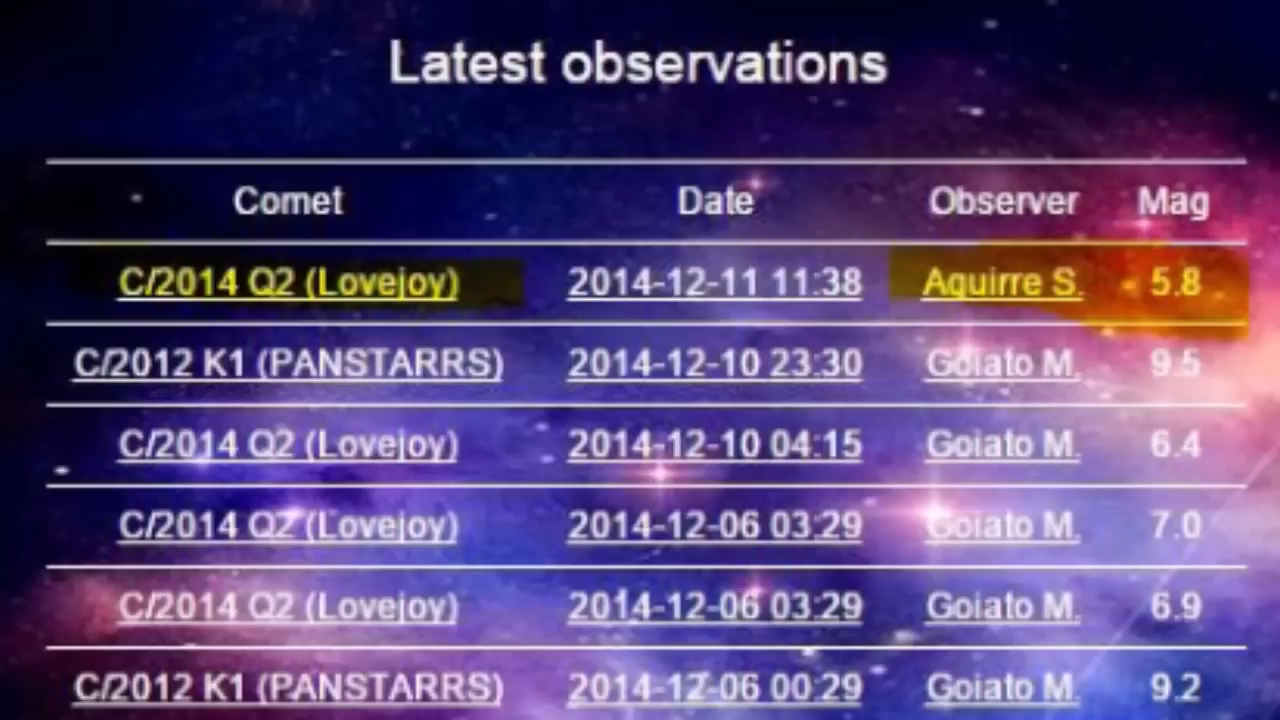 Latest observations
Comet Date Observer Mag
C/2014 Q2 (Lovejoy) 2014-12-11 11:38 Aguirre S. 5.8
C/2012 K1 (PANSTARRS) 2014-12-10 23:30 Goiato M. 9.5
C/2014 Q2 (Lovejoy) 2014-12-10 04:15 Goiato M. 6.4
C/2014 Q2 (Lovejoy) 2014-12-06 03:29 Goiato M. 7.0
C/2014 Q2 (Lovejoy) 2014-12-06 03:29 Goiato M. 6.9
C/2012 K1 (PANSTARRS) 2014-12-06 00:29 Goiato M. 9.2